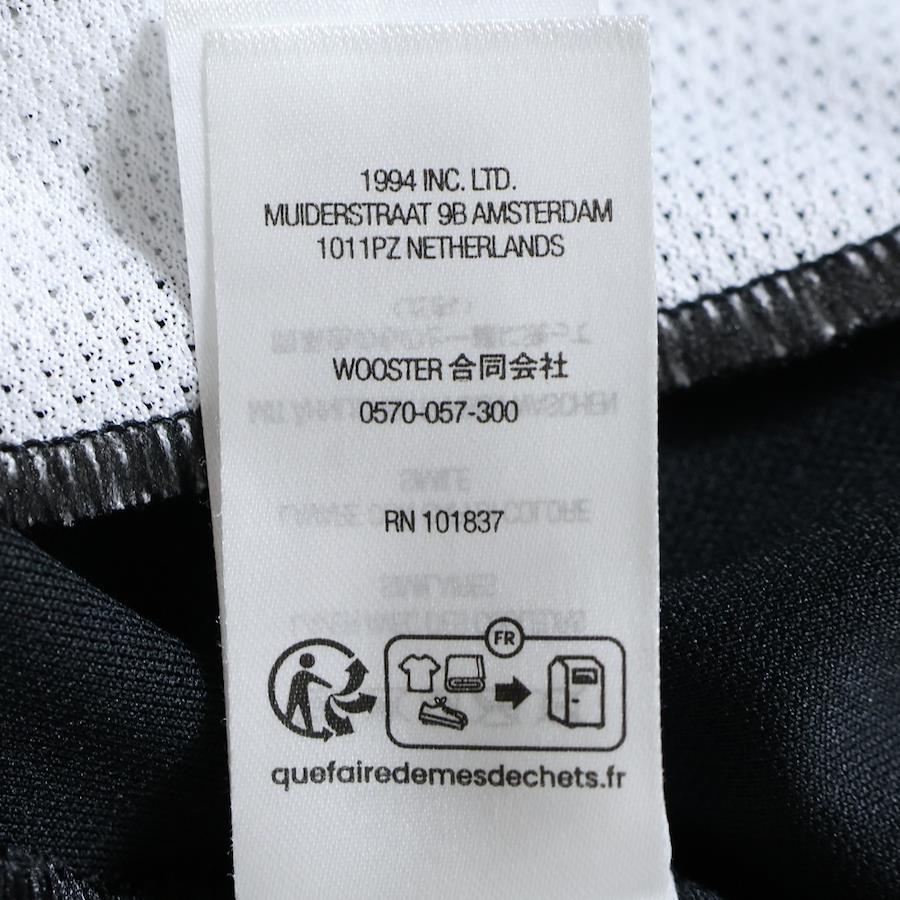 1994 INC. LTD.
MUIDERSTRAAT 9B AMSTERDAM
1011PZ NETHERLANDS
WOOSTER 合同会社
0570-057-300
RN 101837
FR
quefairedemesdechets.fr